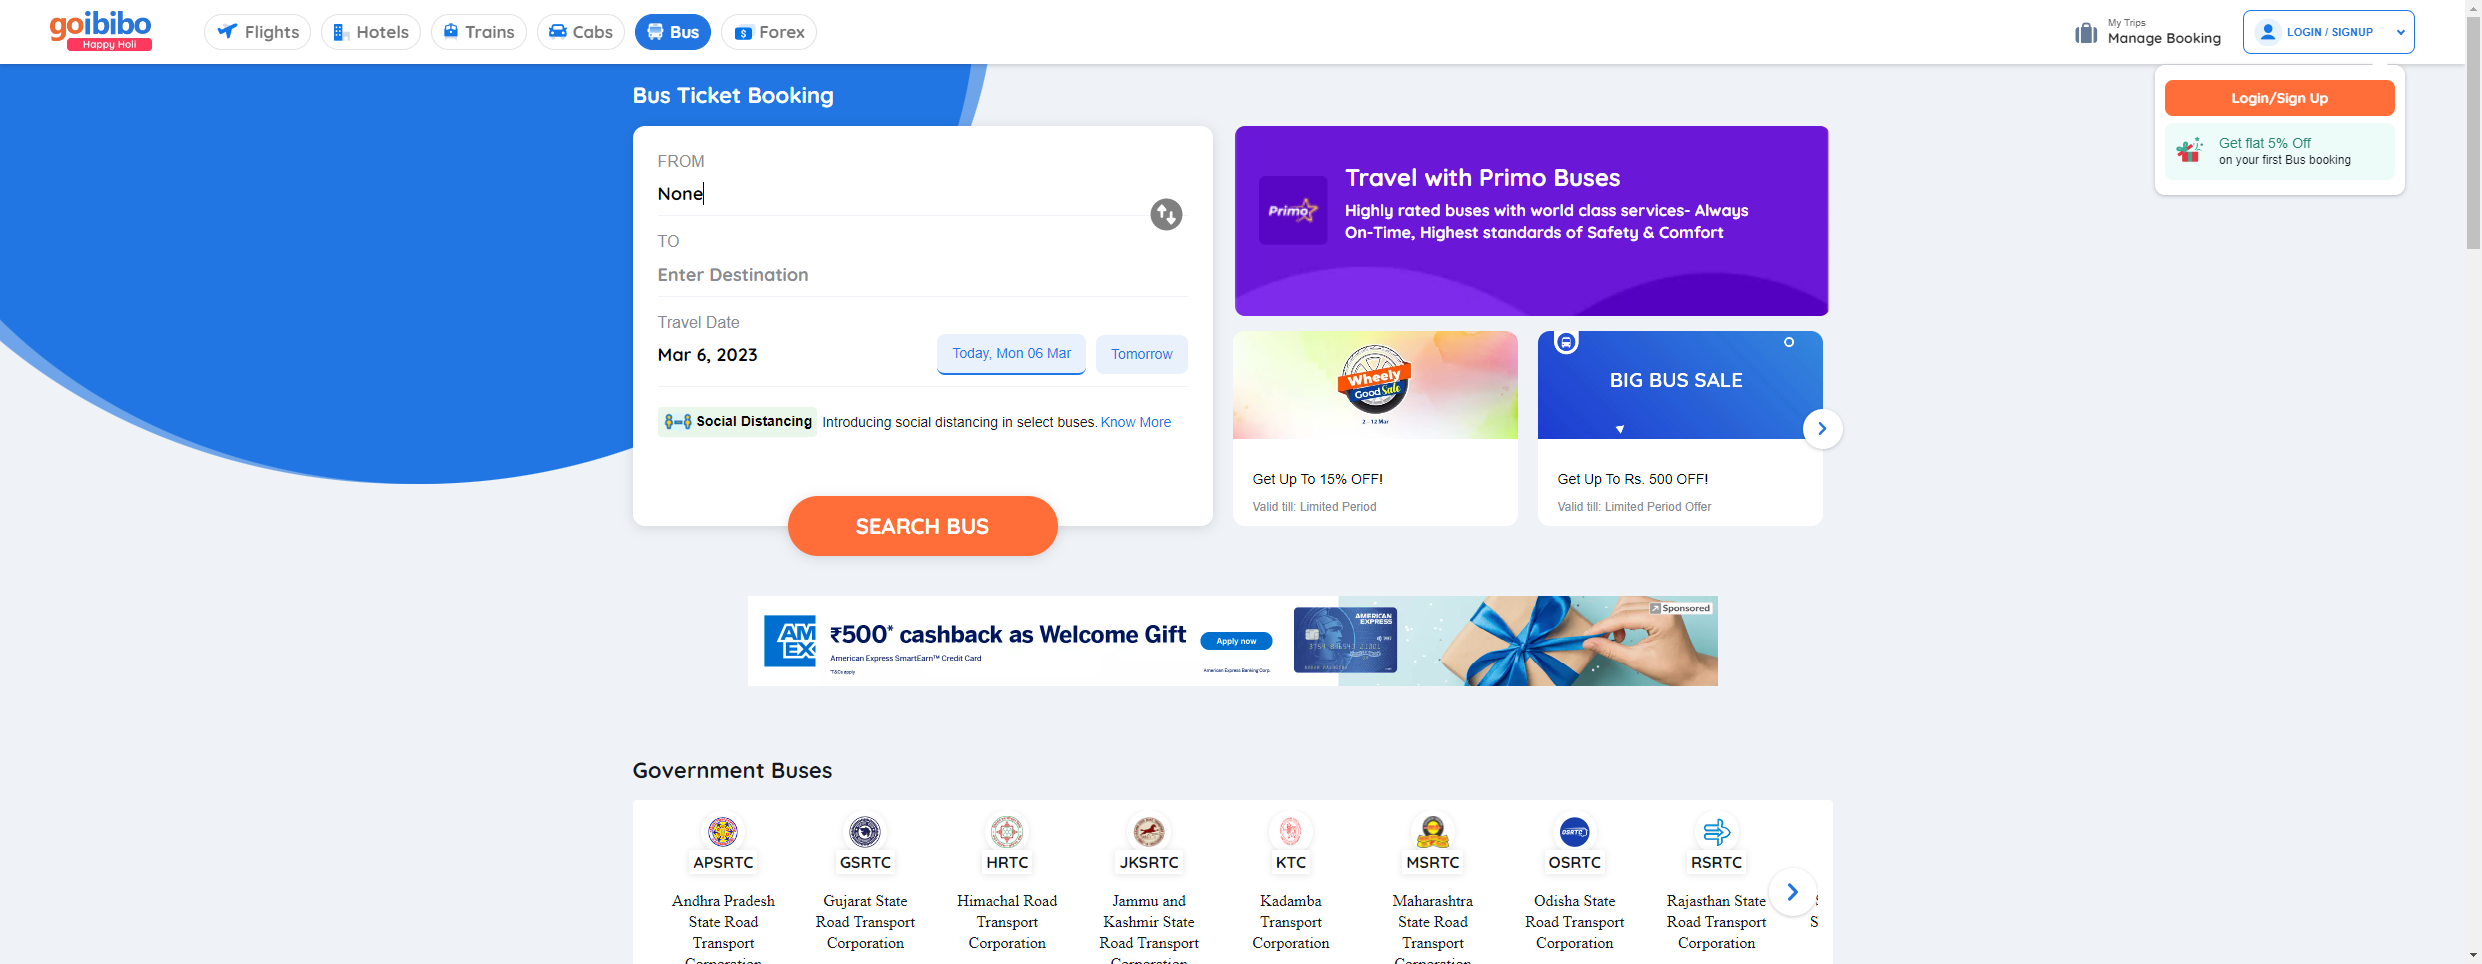 goibibo
Happy Holi
Flights
Hotels
Trains
Cabs
Bus
$ Forex
My Trips
Manage Booking
LOGIN / SIGNUP
Login/Sign Up
Get flat 5% Off
on your first Bus booking
Bus Ticket Booking
FROM
None
TO
Enter Destination
Travel Date
Mar 6, 2023
Today, Mon 06 Mar
Tomorrow
Social Distancing Introducing social distancing in select buses. Know More
SEARCH BUS
Primo
Travel with Primo Buses
Highly rated buses with world class services- Always
On-Time, Highest standards of Safety & Comfort
Wheely
Good Sale
2 - 12 Mar
Get Up To 15% OFF!
Valid till: Limited Period
BIG BUS SALE
Get Up To Rs. 500 OFF!
Valid till: Limited Period Offer
AM
EX
₹500* cashback as Welcome Gift
American Express SmartEarn™ Credit Card
*T&Cs apply
Apply now
American Express Banking Corp.
AMERICAN
EXPRESS
Sponsored
Government Buses
APSRTC
Andhra Pradesh
State Road
Transport
Corporation
GSRTC
Gujarat State
Road Transport
Corporation
HRTC
Himachal Road
Transport
Corporation
JKSRTC
Jammu and
Kashmir State
Road Transport
Corporation
KTC
Kadamba
Transport
Corporation
MSRTC
Maharashtra
State Road
Transport
Corporation
OSRTC
OSRTC
Odisha State
Road Transport
Corporation
RSRTC
Rajasthan State
Road Transport
Corporation
S